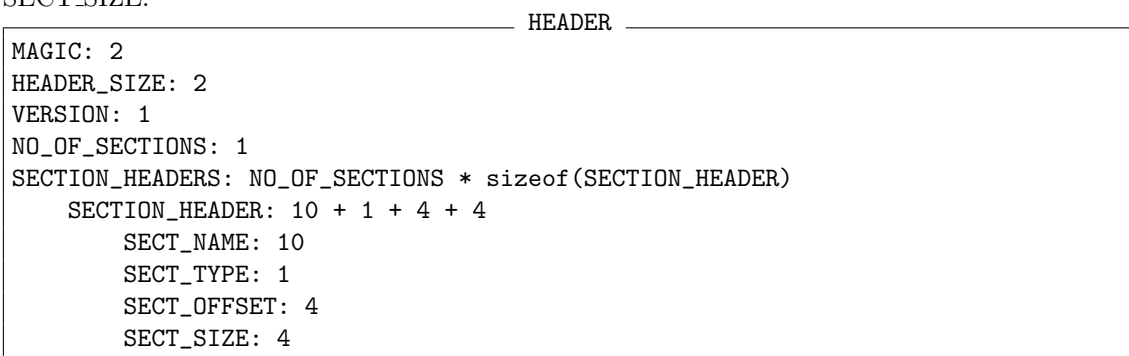 SECT_SIZE.
HEADER
MAGIC: 2
HEADER_SIZE: 2
VERSION: 1
NO_OF_SECTIONS: 1
SECTION_HEADERS: NO_OF_SECTIONS * sizeof(SECTION_HEADER)
    SECTION_HEADER: 10 + 1 + 4 + 4
        SECT_NAME: 10
        SECT_TYPE: 1
        SECT_OFFSET: 4
        SECT_SIZE: 4